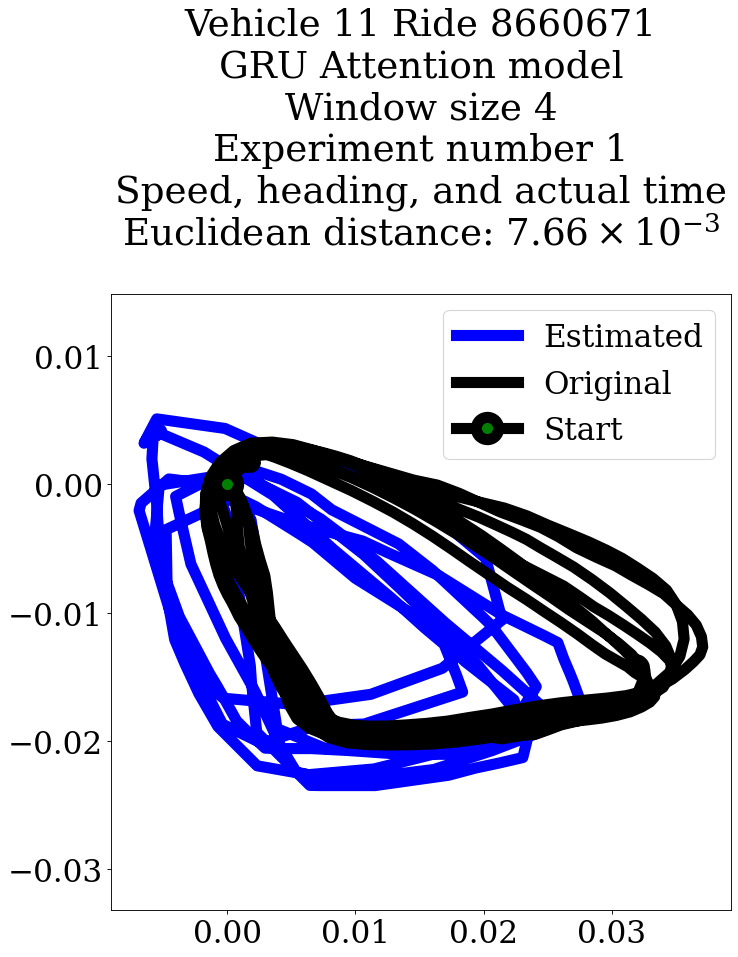 Vehicle 11 Ride 8660671
GRU Attention model
Window size 4
Experiment number 1
Speed, heading, and actual time
Euclidean distance: 7.66 × 10⁻³
Estimated
Original
Start
0.01
0.00
−0.01
−0.02
−0.03
0.00 0.01 0.02 0.03